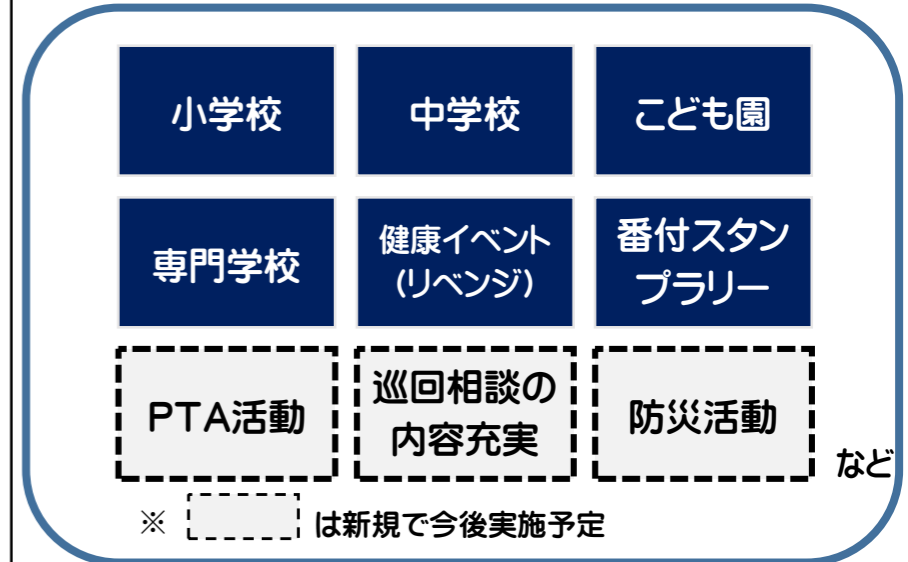 小学校
中学校
こども園
専門学校
健康イベント
(リベンジ)
番付スタン
プラリー
PTA活動
巡回相談の
内容充実
防災活動
など
※ は新規で今後実施予定